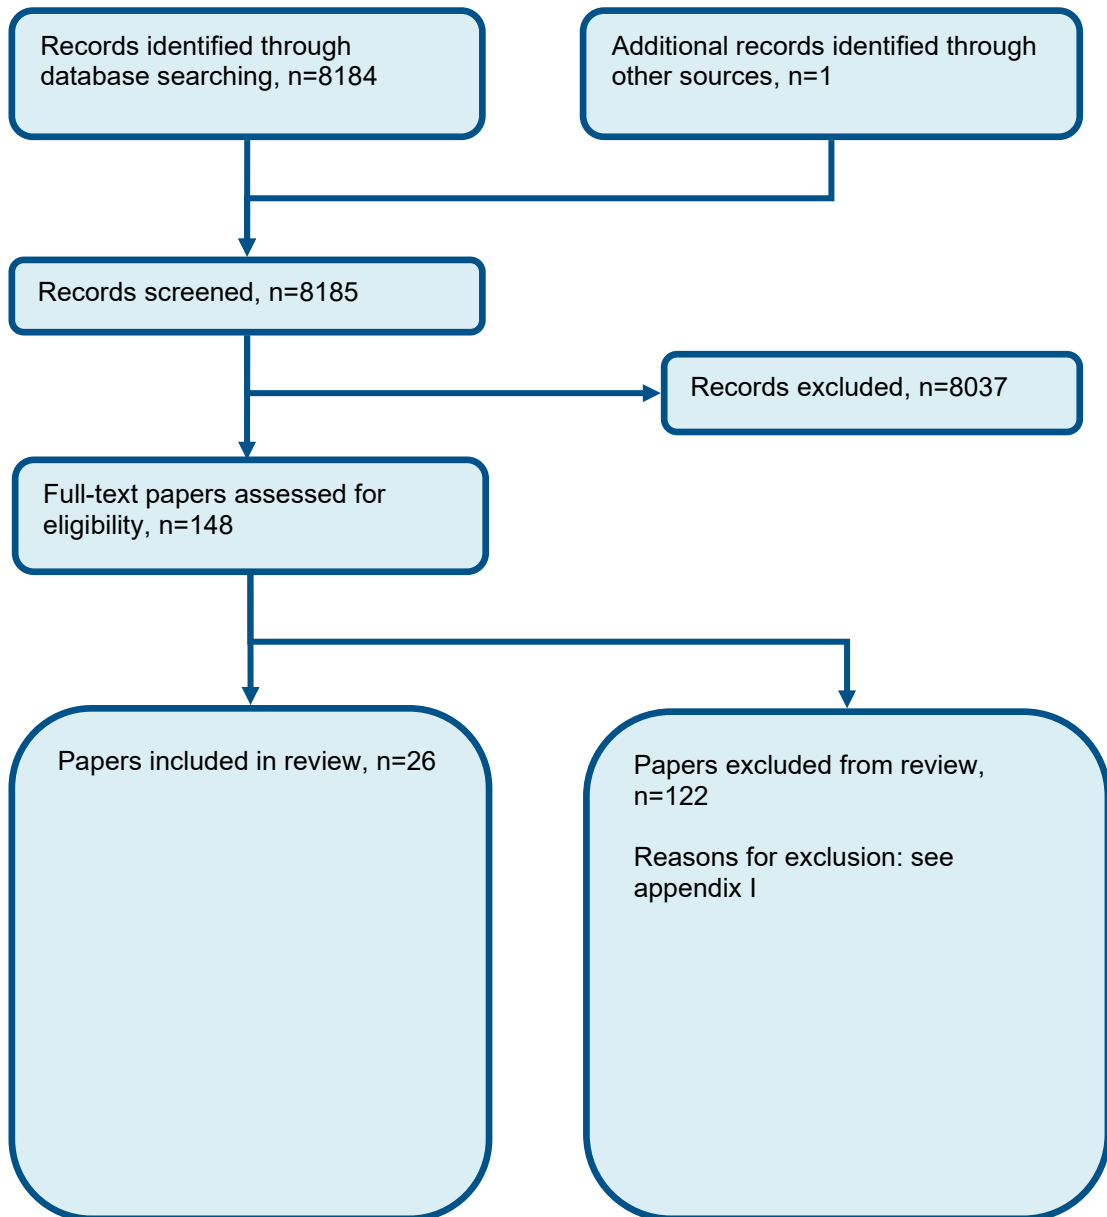 Records identified through
database searching, n=8184
Additional records identified through
other sources, n=1
Records screened, n=8185
Records excluded, n=8037
Full-text papers assessed for
eligibility, n=148
Papers included in review, n=26
Papers excluded from review,
n=122
Reasons for exclusion: see
appendix I